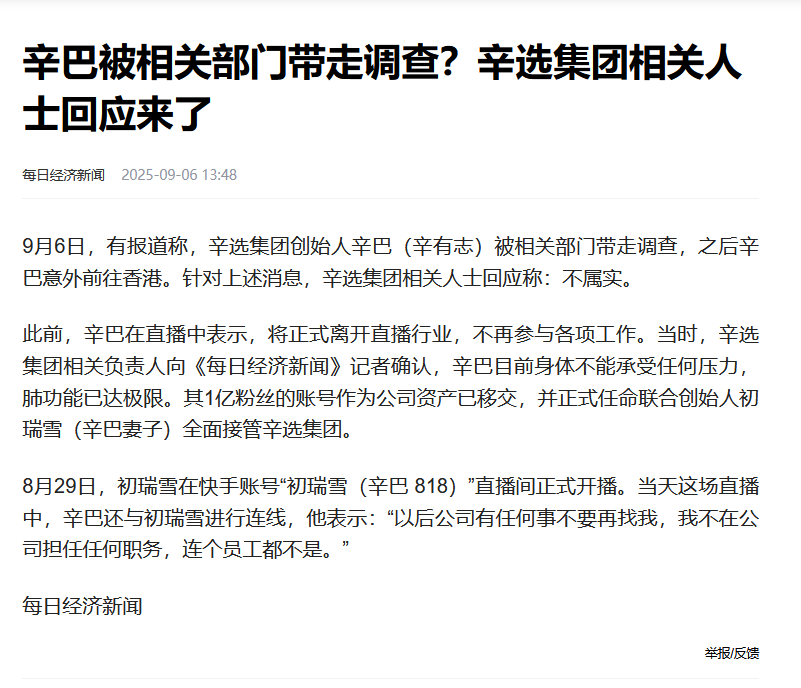 辛巴被相关部门带走调查？辛选集团相关人
士回应来了
每日经济新闻 2025-09-06 13:48
9月6日，有报道称，辛选集团创始人辛巴（辛有志）被相关部门带走调查，之后辛
巴意外前往香港。针对上述消息，辛选集团相关人士回应称：不属实。
此前，辛巴在直播中表示，将正式离开直播行业，不再参与各项工作。当时，辛选
集团相关负责人向《每日经济新闻》记者确认，辛巴目前身体不能承受任何压力，
肺功能已达极限。其1亿粉丝的账号作为公司资产已移交，并正式任命联合创始人初
瑞雪（辛巴妻子）全面接管辛选集团。
8月29日，初瑞雪在快手账号“初瑞雪（辛巴 818）”直播间正式开播。当天这场直播
中，辛巴还与初瑞雪进行连线，他表示：“以后公司有任何事不要再找我，我不在公
司担任任何职务，连个员工都不是。”
每日经济新闻
举报/反馈